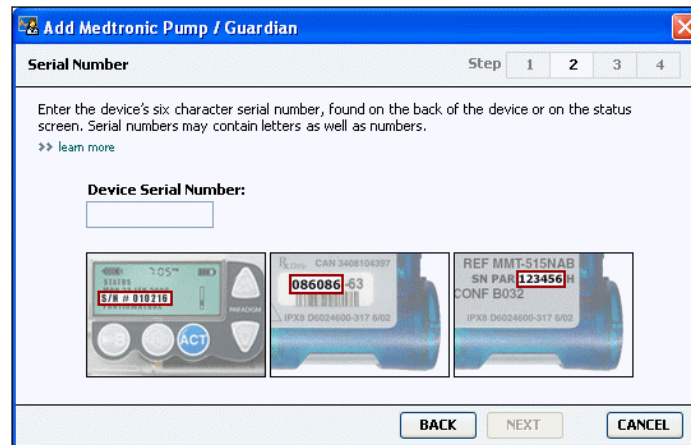 Add Medtronic Pump / Guardian
Serial Number
Step 1 2 3 4
Enter the device's six character serial number, found on the back of the device or on the status
screen. Serial numbers may contain letters as well as numbers.
>> learn more
Device Serial Number:
7:05
STATUS
S/N # 010216
PARADIGM
B
ACT
Rx Only CAN 3408104397
086086-63
IPX8 D6024600-317 6/02
REF MMT-515NAB
SN PAR 123456 H
CONF B032
IPX8 D6024600-317 6/02
BACK NEXT CANCEL